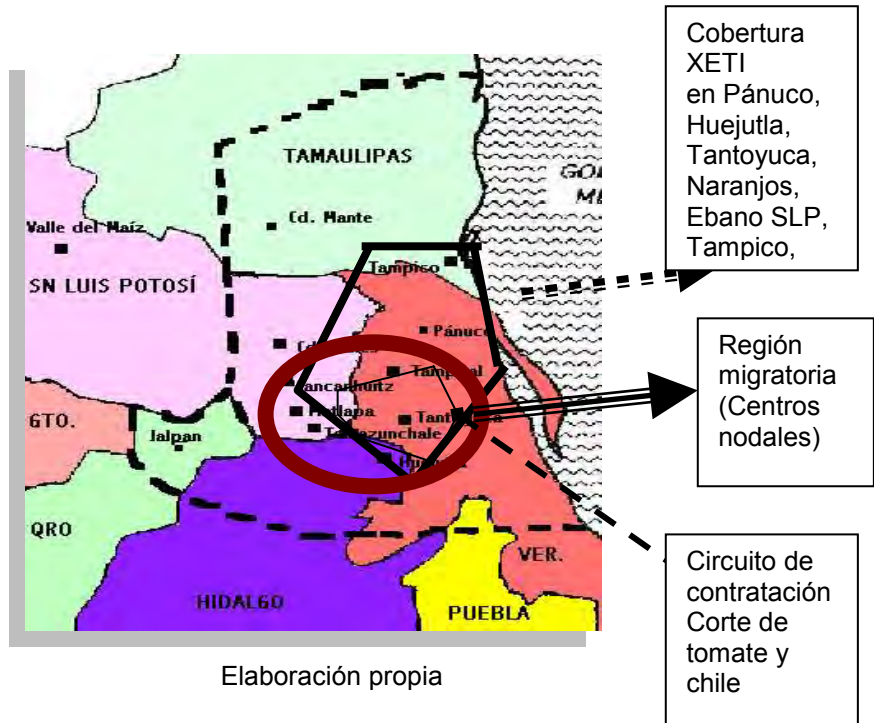 Cobertura
XETI
en Pánuco,
Huejutla,
Tantoyuca,
Naranjos,
Ebano SLP,
Tampico,
TAMAULIPAS
Cd. Mante
Valle del Maíz
SN LUIS POTOSÍ
Tampico
Pánuco
Región
migratoria
(Centros
nodales)
GTO.
Jalpan
QRO
VER.
HIDALGO
PUEBLA
Circuito de
contratación
Corte de
tomate y
chile
Elaboración propia